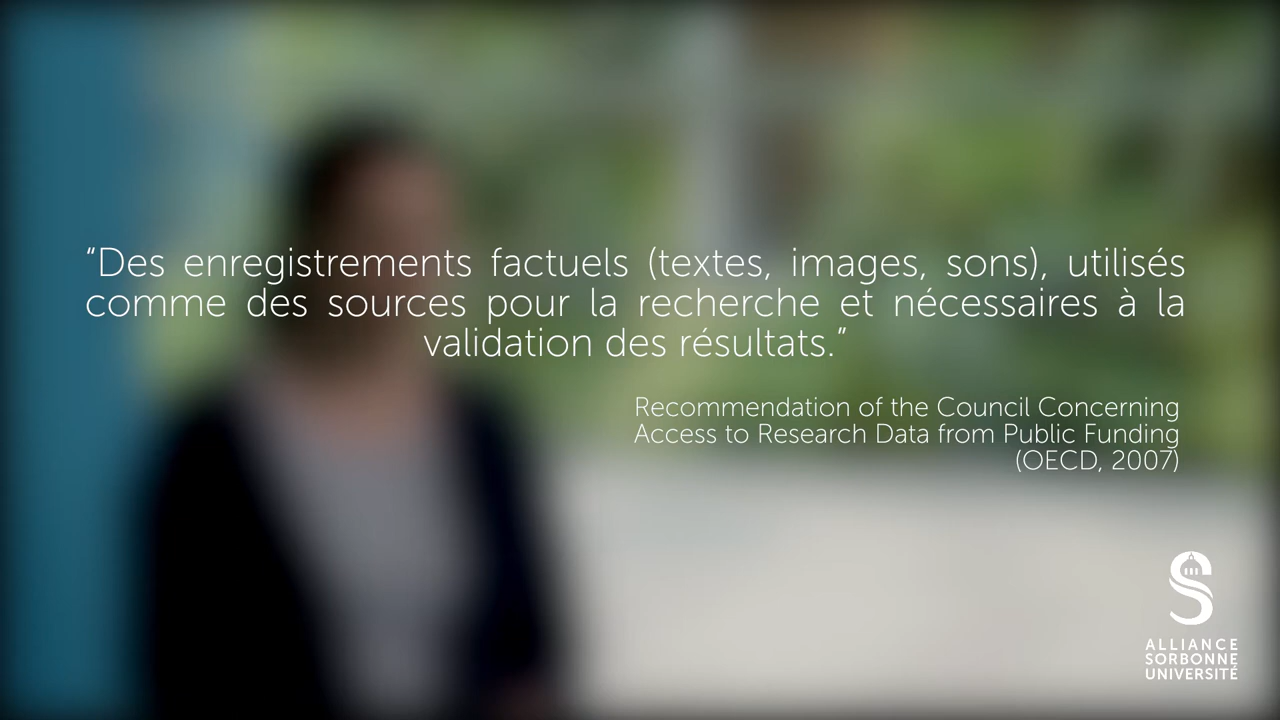 “Des enregistrements factuels (textes, images, sons), utilisés
comme des sources pour la recherche et nécessaires à la
validation des résultats.”
Recommendation of the Council Concerning
Access to Research Data from Public Funding
(OECD, 2007)
ALLIANCE
SORBONNE
UNIVERSITÉ